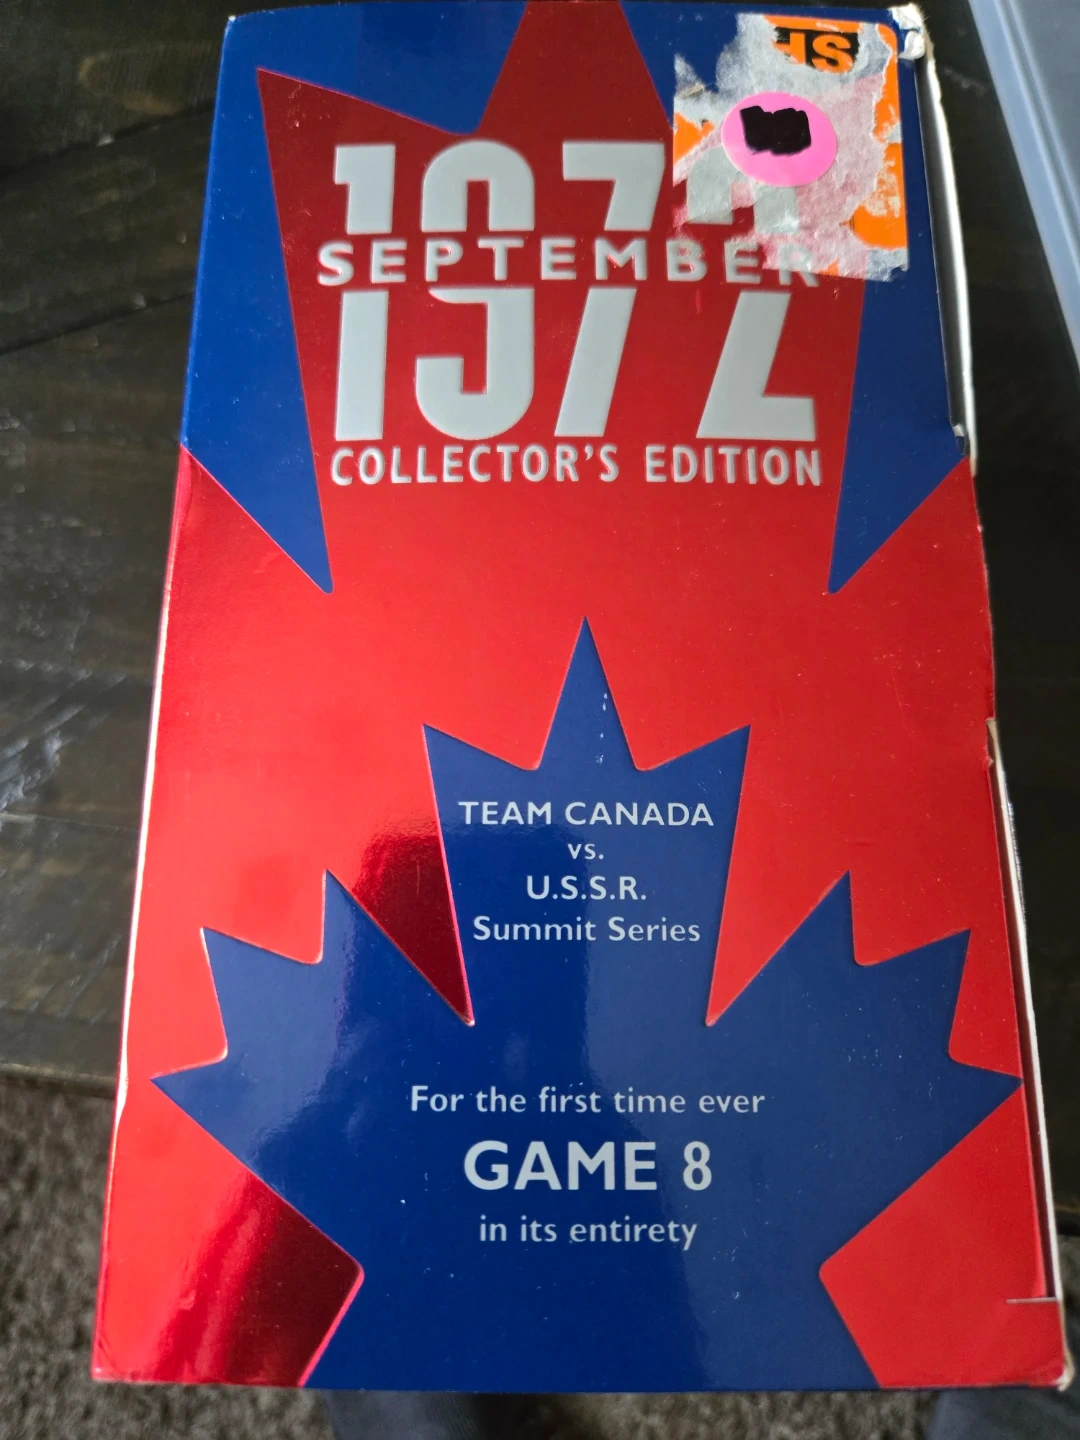 1972
SEPTEMBER
COLLECTOR'S EDITION
TEAM CANADA
vs.
U.S.S.R.
Summit Series
For the first time ever
GAME 8
in its entirety